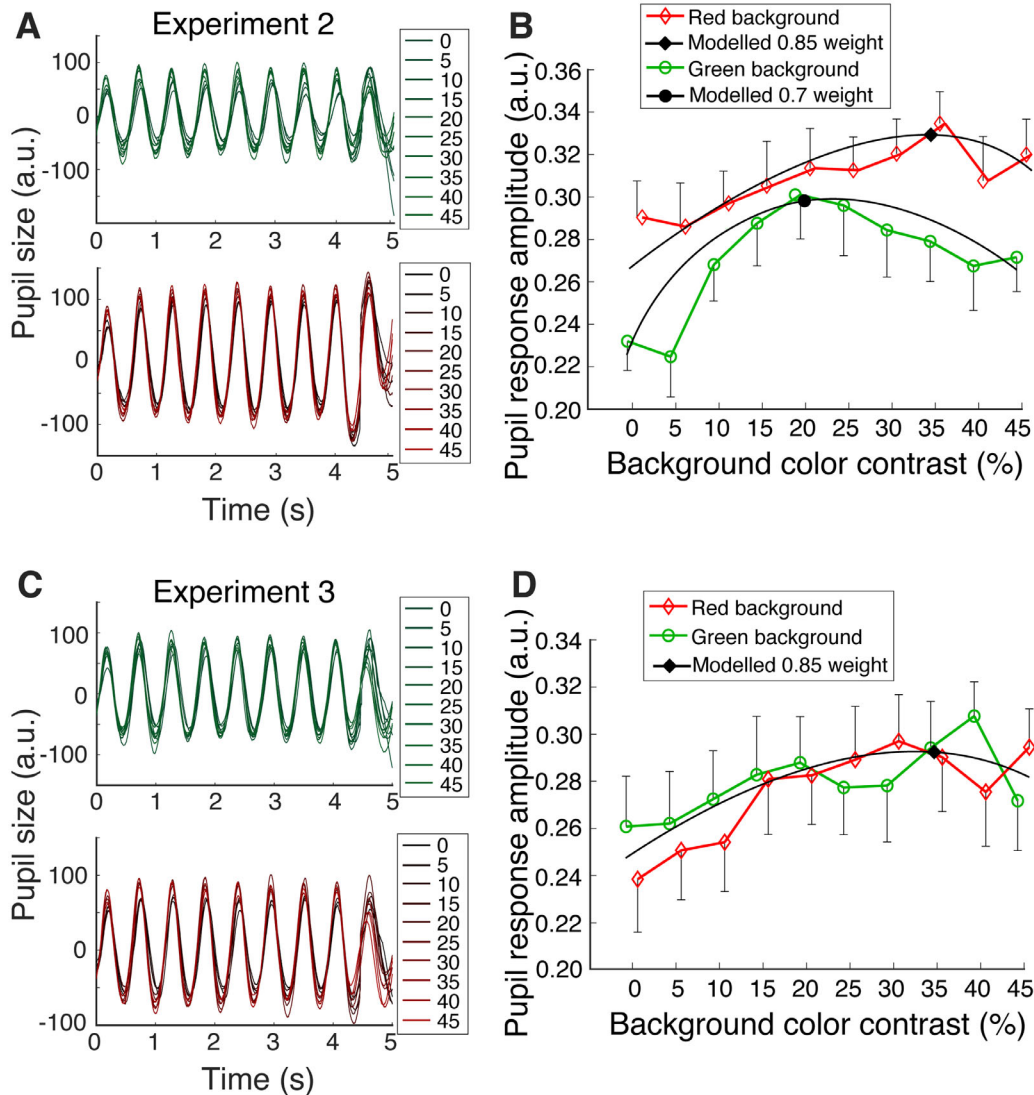 A
Experiment 2
Pupil size (a.u.)
100
0
-100
0 1 2 3 4 5
0
5
10
15
20
25
30
35
40
45
100
0
-100
0 1 2 3 4 5
Time (s)
0
5
10
15
20
25
30
35
40
45
B
Red background
Modelled 0.85 weight
Green background
Modelled 0.7 weight
Pupil response amplitude (a.u.)
0.36
0.34
0.32
0.30
0.28
0.26
0.24
0.22
0.20
0 5 10 15 20 25 30 35 40 45
Background color contrast (%)
C
Experiment 3
Pupil size (a.u.)
100
0
-100
0 1 2 3 4 5
0
5
10
15
20
25
30
35
40
45
100
0
-100
0 1 2 3 4 5
Time (s)
0
5
10
15
20
25
30
35
40
45
D
Red background
Green background
Modelled 0.85 weight
Pupil response amplitude (a.u.)
0.34
0.32
0.30
0.28
0.26
0.24
0.22
0.20
0 5 10 15 20 25 30 35 40 45
Background color contrast (%)